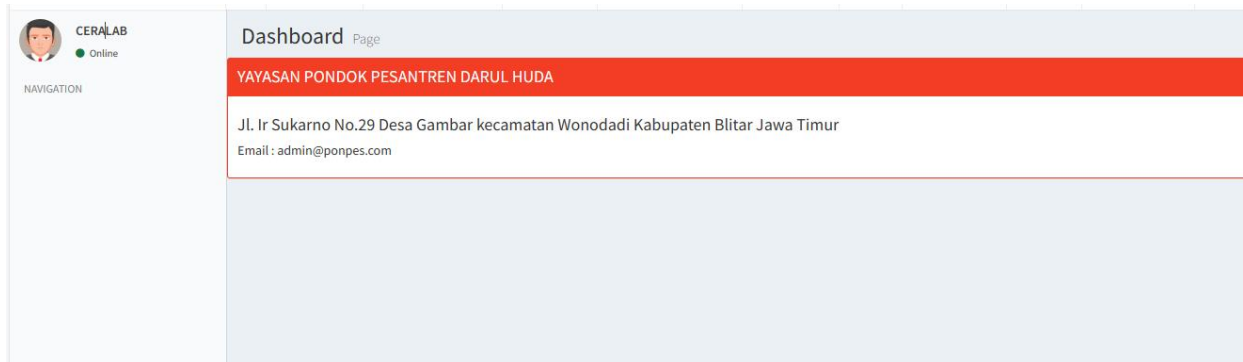 CERALAB
Online
NAVIGATION
Dashboard Page
YAYASAN PONDOK PESANTREN DARUL HUDA
Jl. Ir Sukarno No.29 Desa Gambar kecamatan Wonodadi Kabupaten Blitar Jawa Timur
Email : admin@ponpes.com